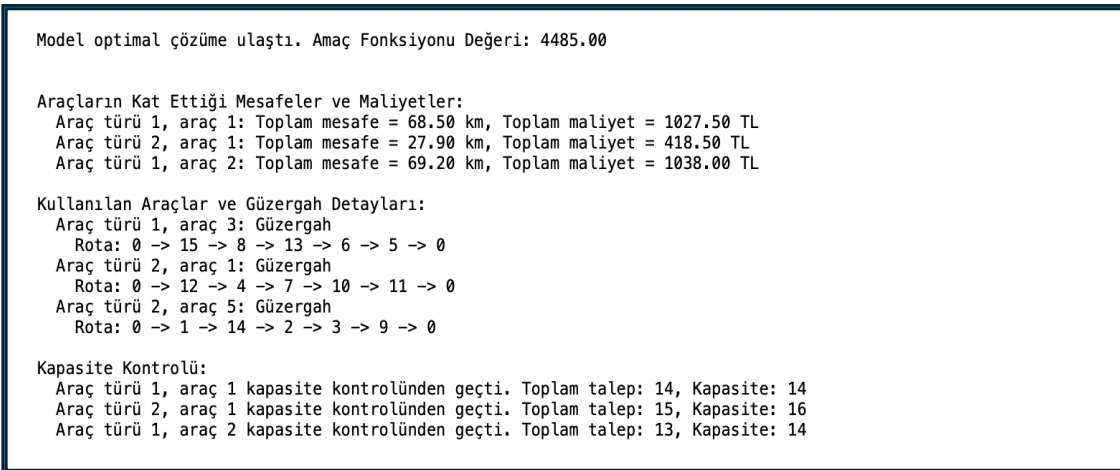 Model optimal çözüme ulaştı. Amaç Fonksiyonu Değeri: 4485.00
Araçların Kat Ettiği Mesafeler ve Maliyetler:
Araç türü 1, araç 1: Toplam mesafe = 68.50 km, Toplam maliyet = 1027.50 TL
Araç türü 2, araç 1: Toplam mesafe = 27.90 km, Toplam maliyet = 418.50 TL
Araç türü 1, araç 2: Toplam mesafe = 69.20 km, Toplam maliyet = 1038.00 TL
Kullanılan Araçlar ve Güzergah Detayları:
Araç türü 1, araç 3: Güzergah
Rota: 0 -> 15 -> 8 -> 13 -> 6 -> 5 -> 0
Araç türü 2, araç 1: Güzergah
Rota: 0 -> 12 -> 4 -> 7 -> 10 -> 11 -> 0
Araç türü 2, araç 5: Güzergah
Rota: 0 -> 1 -> 14 -> 2 -> 3 -> 9 -> 0
Kapasite Kontrolü:
Araç türü 1, araç 1 kapasite kontrolünden geçti. Toplam talep: 14, Kapasite: 14
Araç türü 2, araç 1 kapasite kontrolünden geçti. Toplam talep: 15, Kapasite: 16
Araç türü 1, araç 2 kapasite kontrolünden geçti. Toplam talep: 13, Kapasite: 14